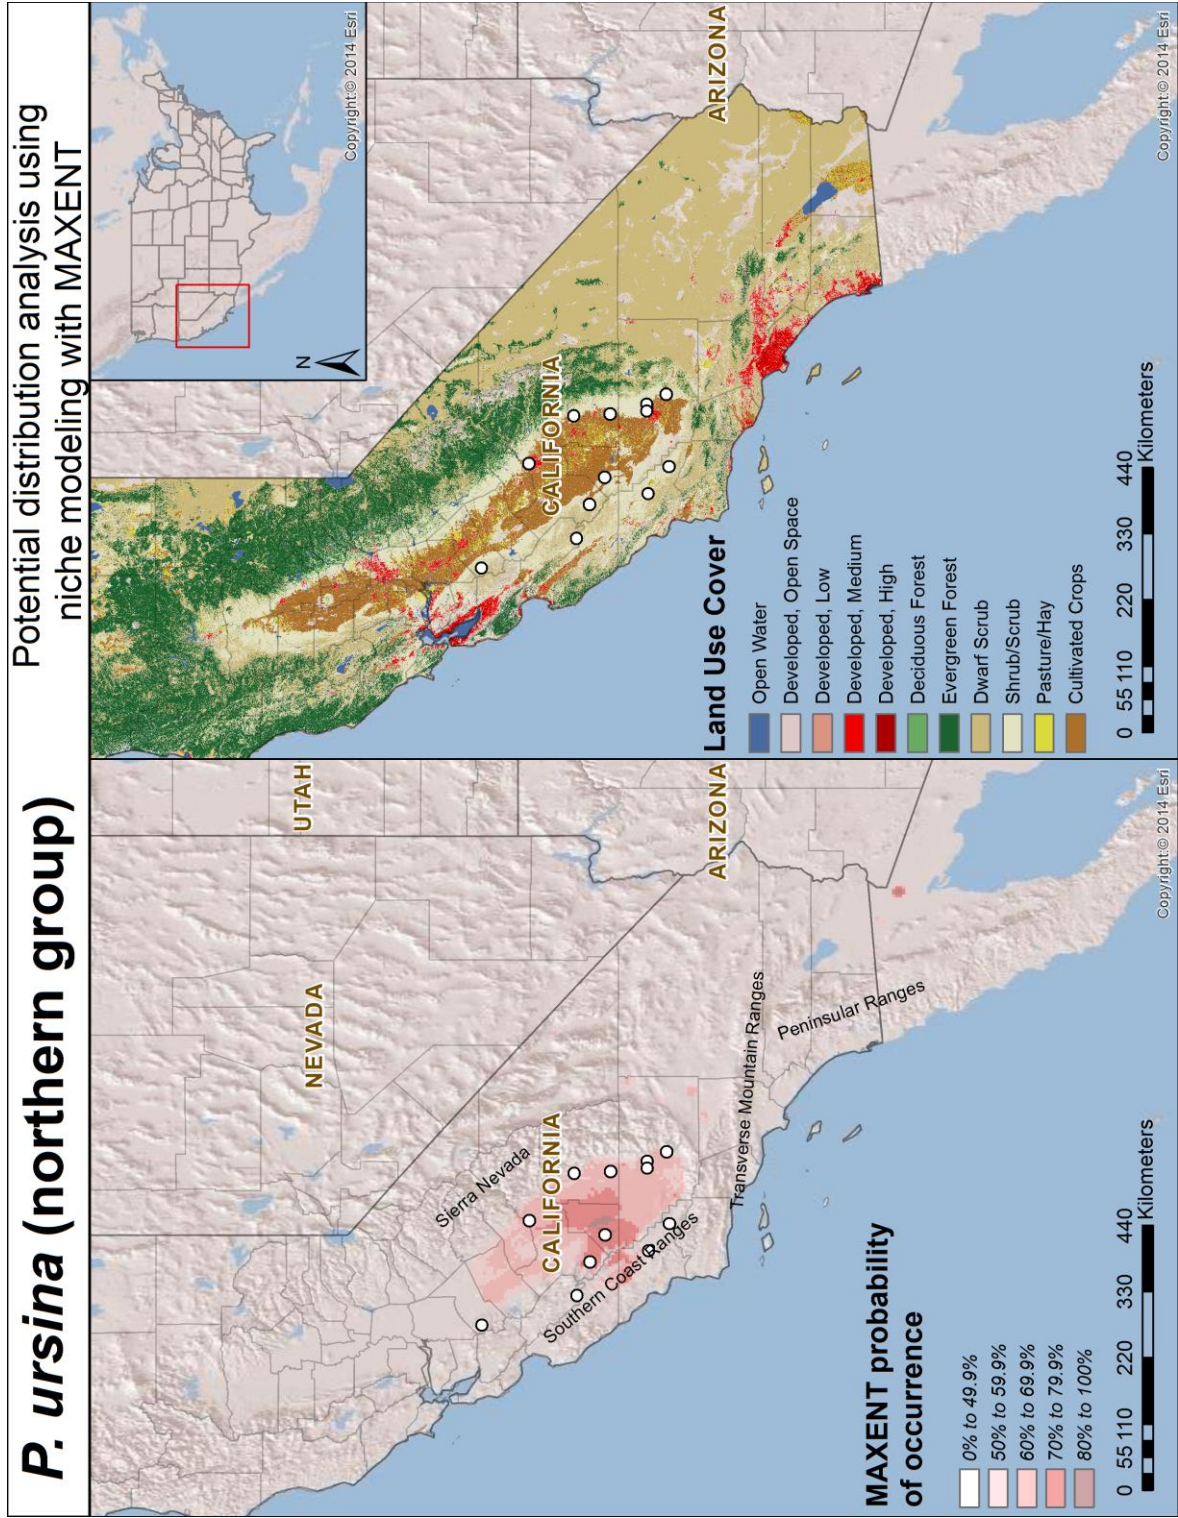 P. ursina (northern group)
Potential distribution analysis using
niche modeling with MAXENT
NEVADA
UTAH
CALIFORNIA
ARIZONA
Sierra Nevada
Southern Coast Ranges
Transverse Mountain Ranges
Peninsular Ranges
MAXENT probability
of occurrence
0% to 49.9%
50% to 59.9%
60% to 69.9%
70% to 79.9%
80% to 100%
0 55 110 220 330 440
Kilometers
Copyright:© 2014 Esri
N
Copyright:© 2014 Esri
CALIFORNIA
ARIZONA
Land Use Cover
Open Water
Developed, Open Space
Developed, Low
Developed, Medium
Developed, High
Deciduous Forest
Evergreen Forest
Dwarf Scrub
Shrub/Scrub
Pasture/Hay
Cultivated Crops
0 55 110 220 330 440
Kilometers
Copyright:© 2014 Esri